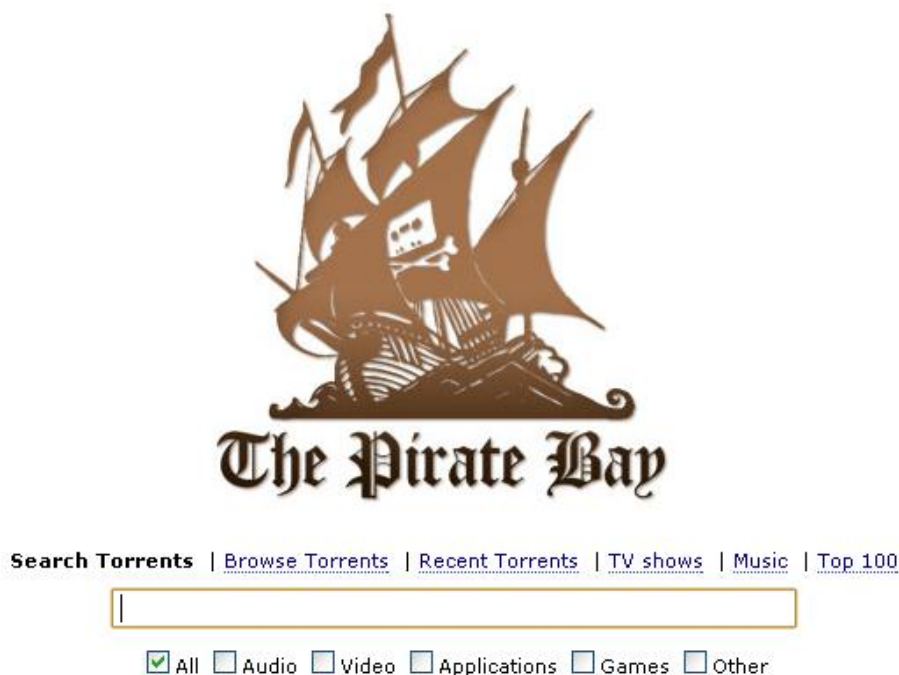 The Pirate Bay
Search Torrents | Browse Torrents | Recent Torrents | TV shows | Music | Top 100
All Audio Video Applications Games Other